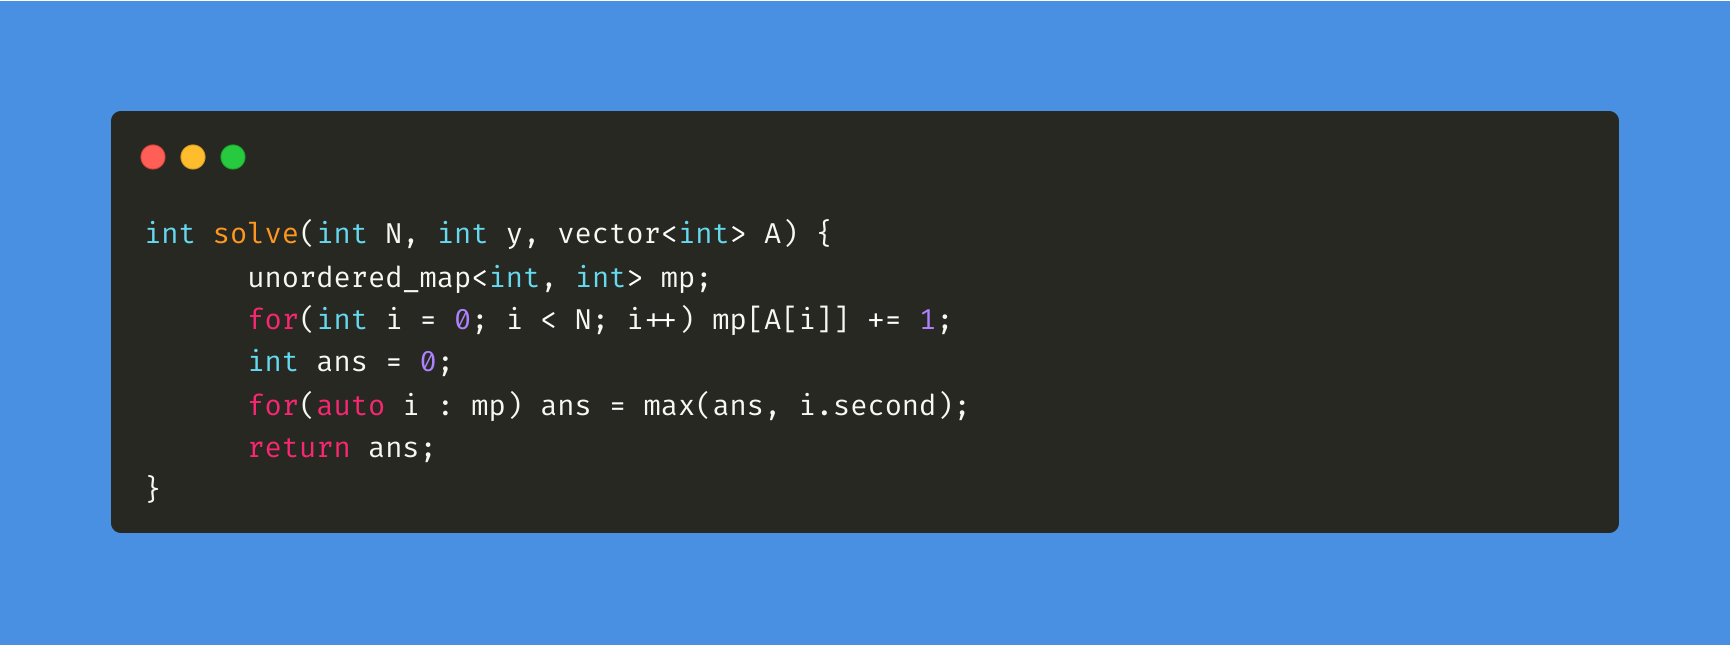 int solve(int N, int y, vector<int> A) {
unordered_map<int, int> mp;
for(int i = 0; i < N; i++) mp[A[i]] += 1;
int ans = 0;
for(auto i : mp) ans = max(ans, i.second);
return ans;
}